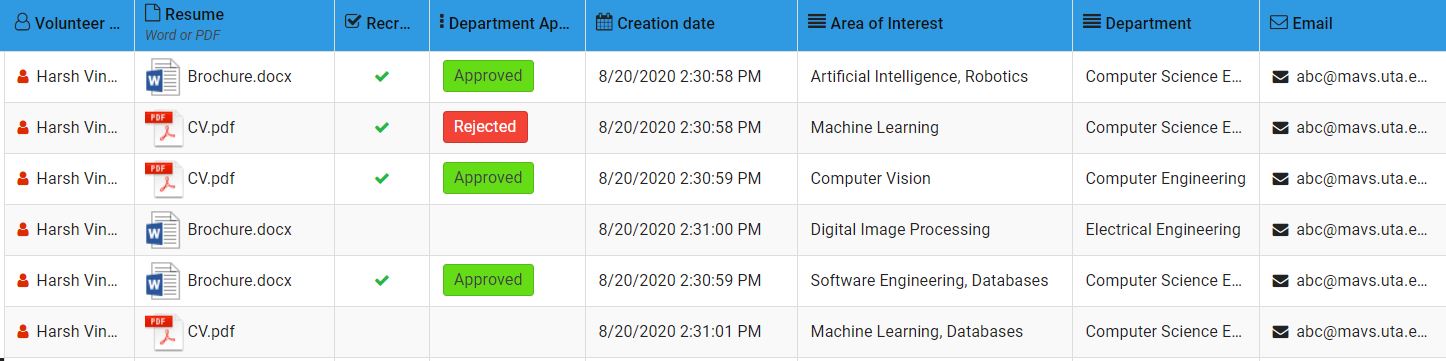 Volunteer ... Resume Recr... Department Ap... Creation date Area of Interest Department Email
Word or PDF
Harsh Vin... Brochure.docx Approved 8/20/2020 2:30:58 PM Artificial Intelligence, Robotics Computer Science E... abc@mavs.uta.e...
Harsh Vin... PDF CV.pdf Rejected 8/20/2020 2:30:58 PM Machine Learning Computer Science E... abc@mavs.uta.e...
Harsh Vin... PDF CV.pdf Approved 8/20/2020 2:30:59 PM Computer Vision Computer Engineering abc@mavs.uta.e...
Harsh Vin... Brochure.docx 8/20/2020 2:31:00 PM Digital Image Processing Electrical Engineering abc@mavs.uta.e...
Harsh Vin... Brochure.docx Approved 8/20/2020 2:30:59 PM Software Engineering, Databases Computer Science E... abc@mavs.uta.e...
Harsh Vin... PDF CV.pdf 8/20/2020 2:31:01 PM Machine Learning, Databases Computer Science E... abc@mavs.uta.e...